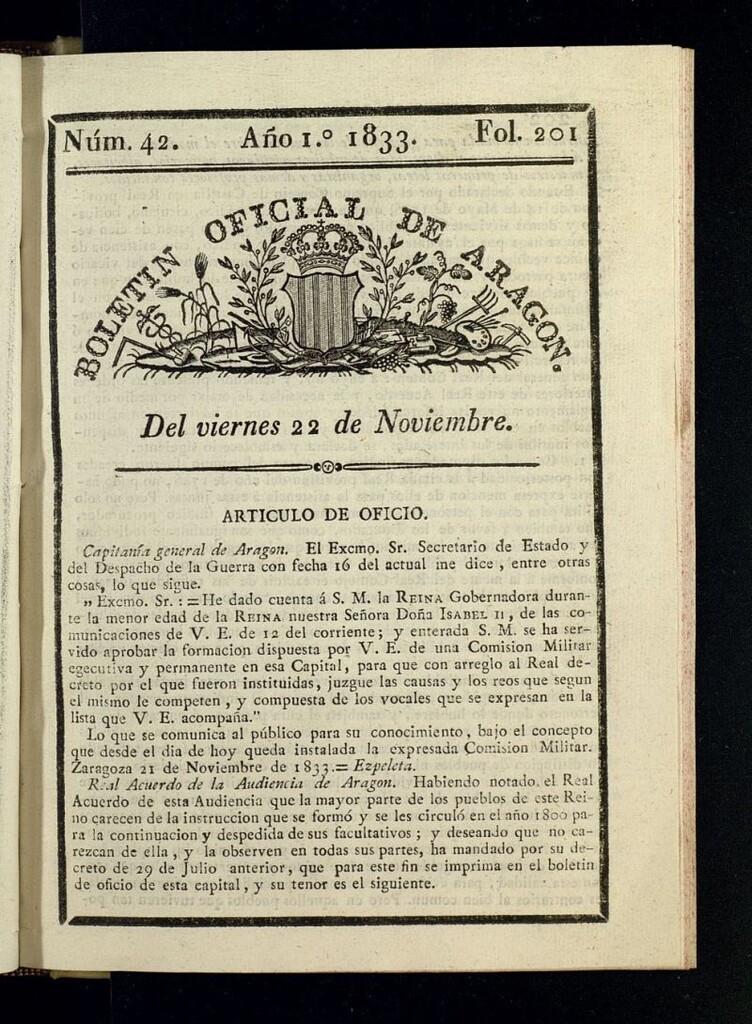 Núm. 42. Año 1.º 1833. Fol. 201
BOLETIN OFICIAL DE ARAGON.
Del viernes 22 de Noviembre.
ARTICULO DE OFICIO.
Capitanía general de Aragon. El Excmo. Sr. Secretario de Estado y
del Despacho de la Guerra con fecha 16 del actual me dice, entre otras
cosas, lo que sigue.
„ Excmo. Sr. : = He dado cuenta á S. M. la REINA Gobernadora duran-
te la menor edad de la REINA nuestra Señora Doña ISABEL II, de las co-
municaciones de V. E. de 12 del corriente; y enterada S. M. se ha ser-
vido aprobar la formacion dispuesta por V. E. de una Comision Militar
egecutiva y permanente en esa Capital, para que con arreglo al Real de-
creto por el que fueron instituidas, juzgue las causas y los reos que segun
el mismo le competen, y compuesta de los vocales que se expresan en la
lista que V. E. acompaña."
Lo que se comunica al público para su conocimiento, bajo el concepto
que desde el dia de hoy queda instalada la expresada Comision Militar.
Zaragoza 21 de Noviembre de 1833. = Ezpeleta.
Real Acuerdo de la Audiencia de Aragon. Habiendo notado el Real
Acuerdo de esta Audiencia que la mayor parte de los pueblos de este Rei-
no carecen de la instruccion que se formó y se les circuló en el año 1800 pa-
ra la continuacion y despedida de sus facultativos; y deseando que no ca-
rezcan de ella, y la observen en todas sus partes, ha mandado por su de-
creto de 29 de Julio anterior, que para este fin se imprima en el boletin
de oficio de esta capital, y su tenor es el siguiente.